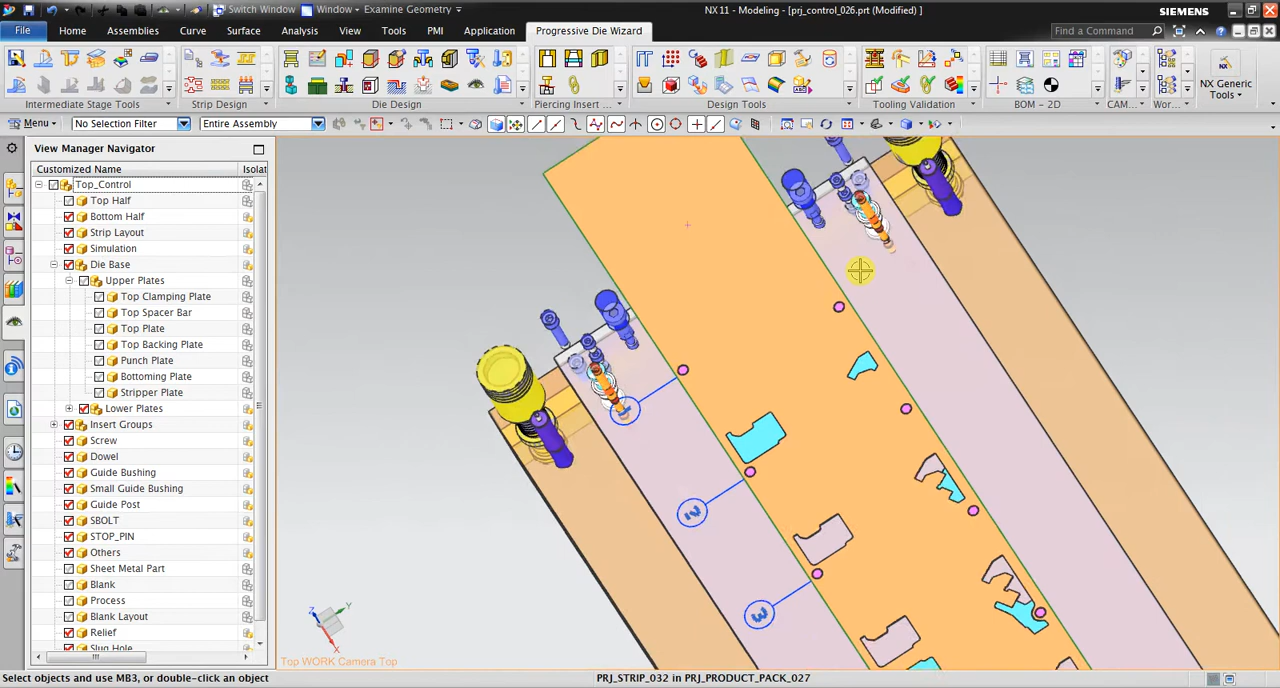 Switch Window
Window
Examine Geometry
NX 11 - Modeling - [prj_control_026.prt (Modified) ]
SIEMENS
File
Home
Assemblies
Curve
Surface
Analysis
View
Tools
PMI
Application
Progressive Die Wizard
Find a Command
Intermediate Stage Tools
Strip Design
Die Design
Piercing Insert ...
Design Tools
Tooling Validation
BOM - 2D
CAM...
Wor...
NX Generic
Tools
Menu
No Selection Filter
Entire Assembly
View Manager Navigator
Customized Name
Isolat
Top_Control
Top Half
Bottom Half
Strip Layout
Simulation
Die Base
Upper Plates
Top Clamping Plate
Top Spacer Bar
Top Plate
Top Backing Plate
Punch Plate
Bottoming Plate
Stripper Plate
Lower Plates
Insert Groups
Screw
Dowel
Guide Bushing
Small Guide Bushing
Guide Post
SBOLT
STOP_PIN
Others
Sheet Metal Part
Blank
Process
Blank Layout
Relief
Slug Hole
1
2
3
Z
Y
X
Top WORK Camera Top
Select objects and use MB3, or double-click an object
PRJ_STRIP_032 in PRJ_PRODUCT_PACK_027